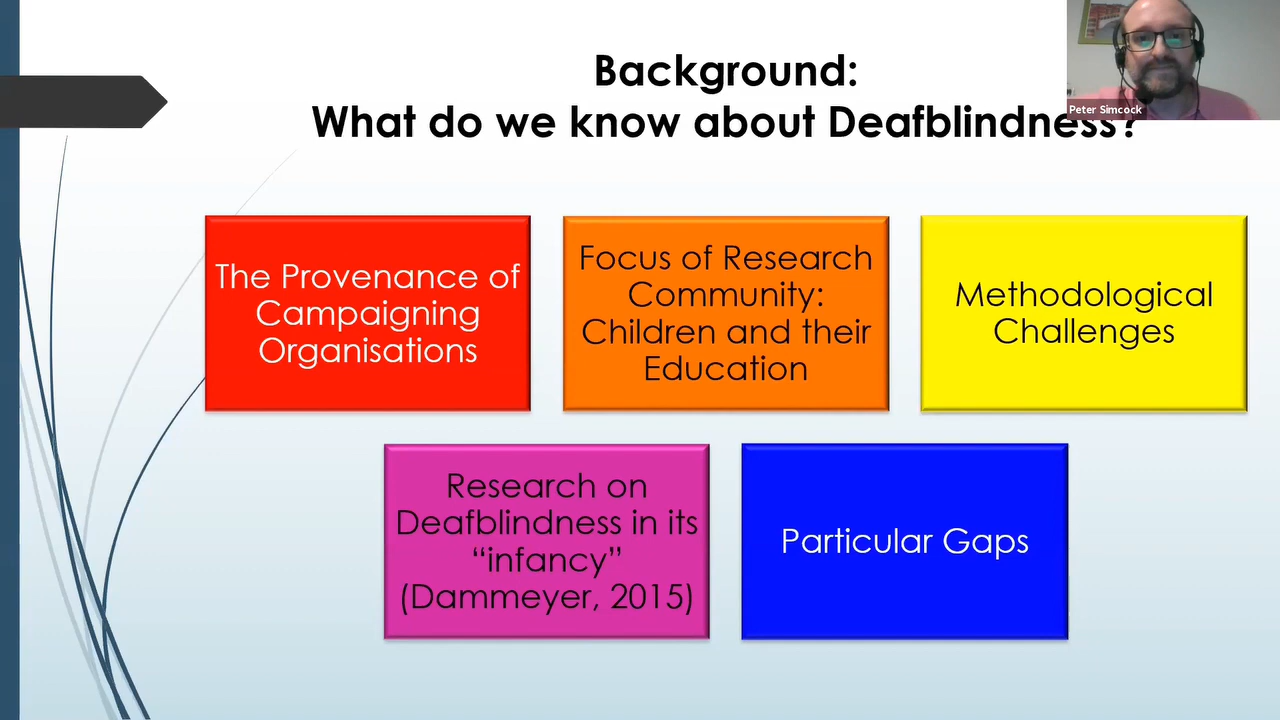 Background:
What do we know about Deafblindness?
Peter Simcock
The Provenance of
Campaigning
Organisations
Focus of Research
Community:
Children and their
Education
Methodological
Challenges
Research on
Deafblindness in its
“infancy”
(Dammeyer, 2015)
Particular Gaps